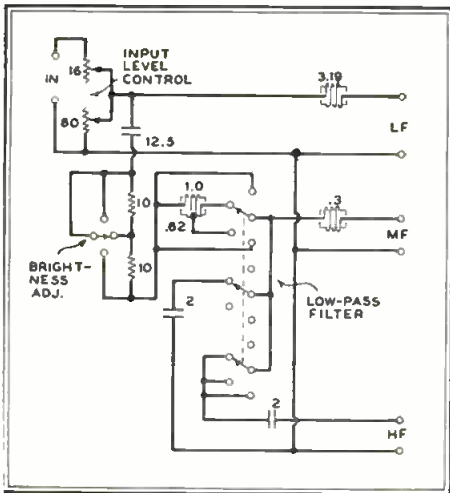 INPUT
LEVEL
CONTROL
IN
16
80
3.19
LF
12.5
1.0
.62
10
10
.3
MF
BRIGHT-
NESS
ADJ.
LOW-PASS
FILTER
2
2
HF